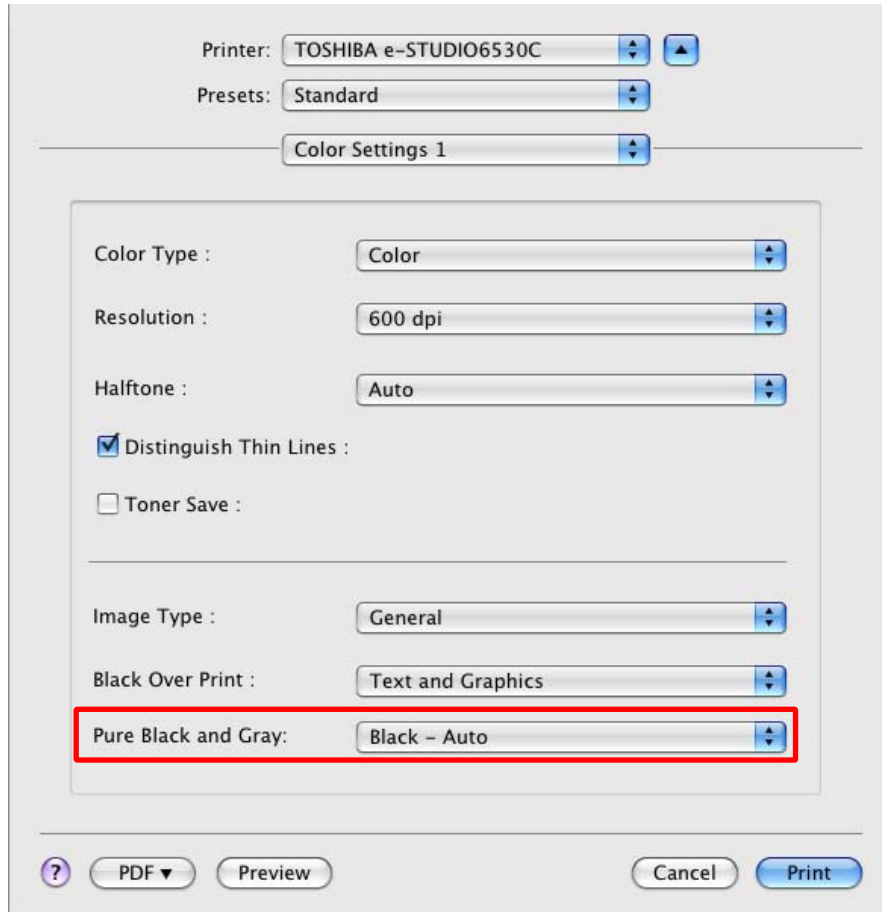 Printer: TOSHIBA e-STUDIO6530C
Presets: Standard
Color Settings 1
Color Type : Color
Resolution : 600 dpi
Halftone : Auto
Distinguish Thin Lines :
Toner Save :
Image Type : General
Black Over Print : Text and Graphics
Pure Black and Gray: Black – Auto
? PDF ▾ Preview Cancel Print